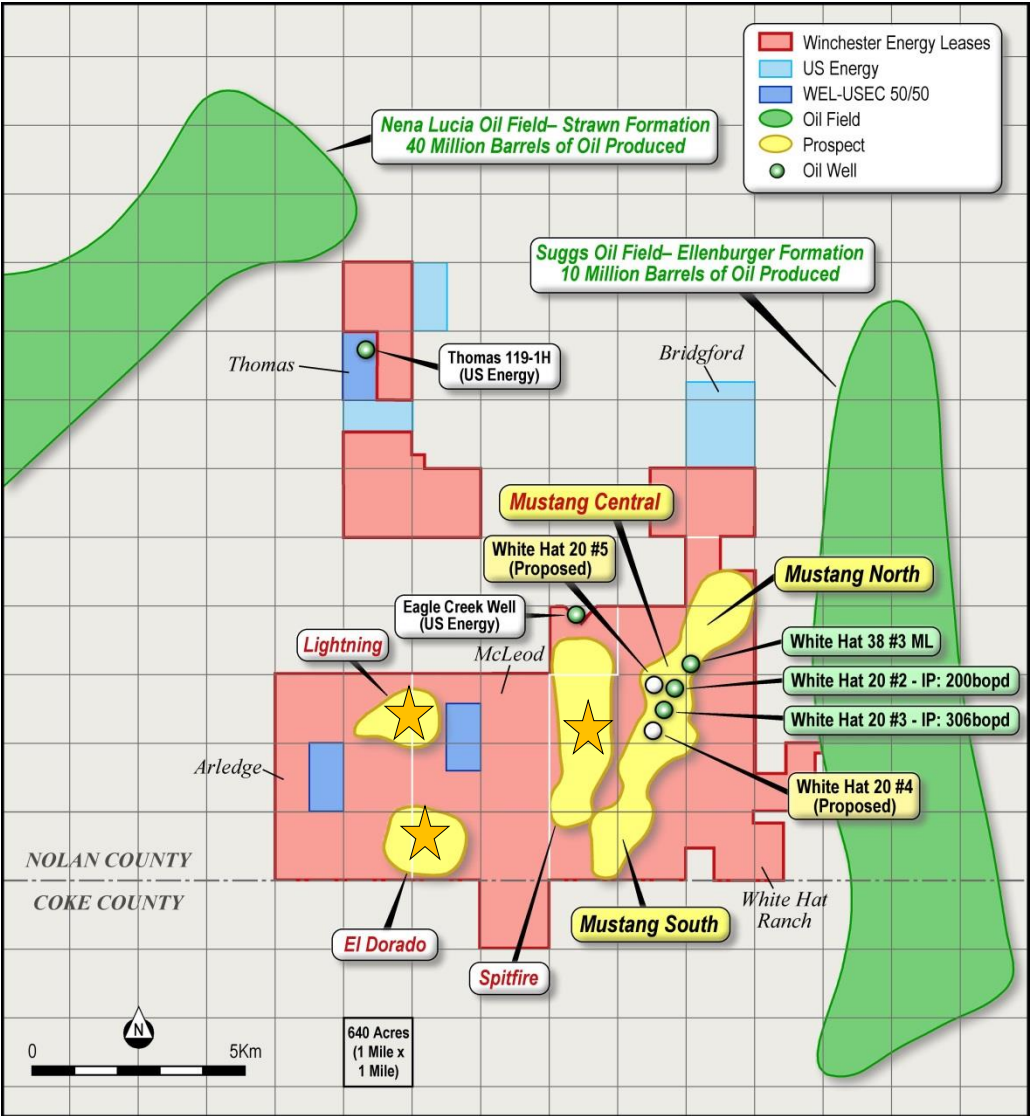 Winchester Energy Leases
US Energy
WEL-USEC 50/50
Oil Field
Prospect
Oil Well
Nena Lucia Oil Field– Strawn Formation
40 Million Barrels of Oil Produced
Suggs Oil Field– Ellenburger Formation
10 Million Barrels of Oil Produced
Thomas
Thomas 119-1H
(US Energy)
Bridgford
Mustang Central
White Hat 20 #5
(Proposed)
Mustang North
Eagle Creek Well
(US Energy)
Lightning
McLeod
White Hat 38 #3 ML
White Hat 20 #2 - IP: 200bopd
White Hat 20 #3 - IP: 306bopd
Arledge
White Hat 20 #4
(Proposed)
NOLAN COUNTY
COKE COUNTY
White Hat
Ranch
Mustang South
El Dorado
Spitfire
N
0
5Km
640 Acres
(1 Mile x
1 Mile)